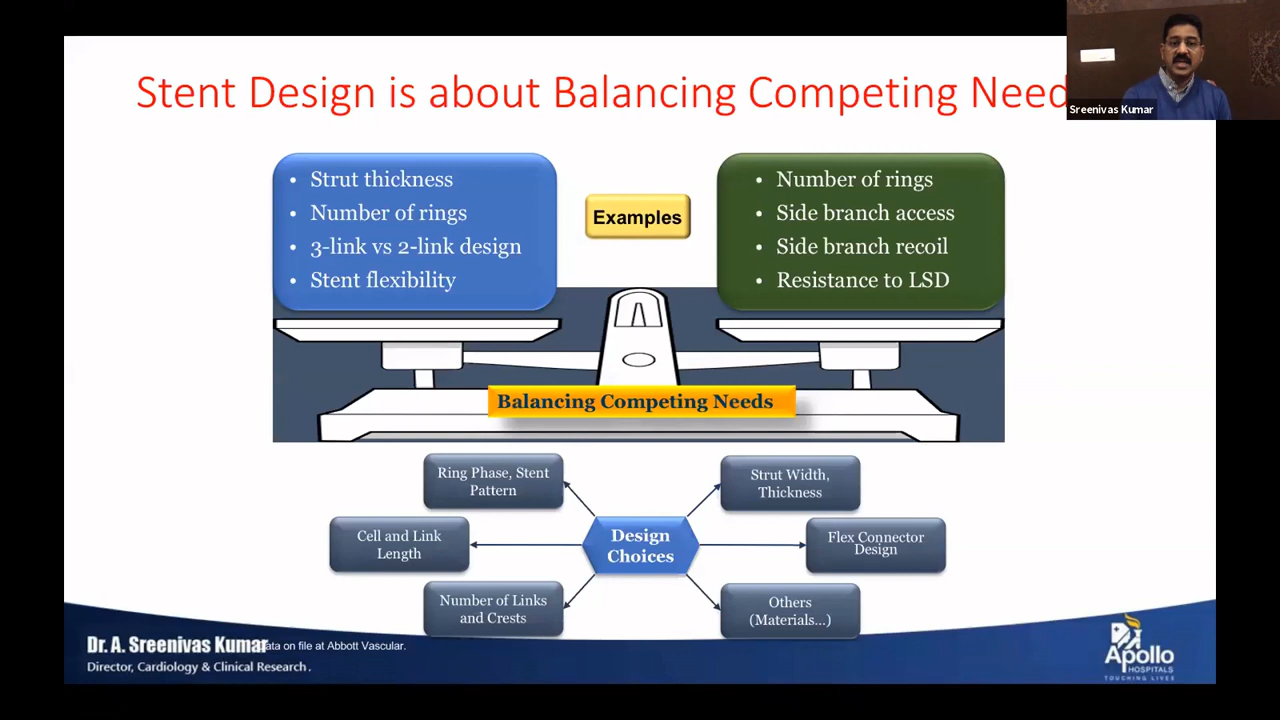 Stent Design is about Balancing Competing Need
Sreenivas Kumar
• Strut thickness
• Number of rings
• 3-link vs 2-link design
• Stent flexibility
Examples
• Number of rings
• Side branch access
• Side branch recoil
• Resistance to LSD
Balancing Competing Needs
Ring Phase, Stent
Pattern
Strut Width,
Thickness
Cell and Link
Length
Design
Choices
Flex Connector
Design
Number of Links
and Crests
Others
(Materials...)
Dr. A. Sreenivas Kumar
ata on file at Abbott Vascular.
Director, Cardiology & Clinical Research .
Apollo
HOSPITALS
TOUCHING LIVES